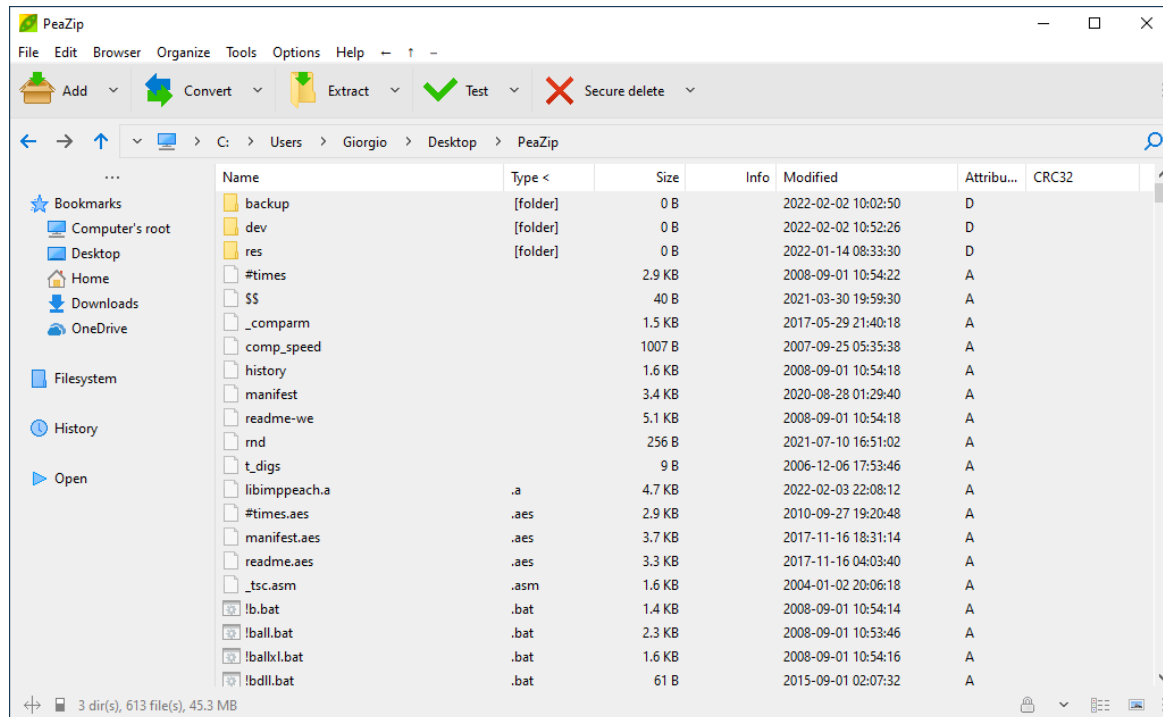 PeaZip
File Edit Browser Organize Tools Options Help ← ↑ −
Add Convert Extract Test Secure delete
C: > Users > Giorgio > Desktop > PeaZip
...
Bookmarks
Computer's root
Desktop
Home
Downloads
OneDrive
Filesystem
History
Open
Name Type < Size Info Modified Attribu... CRC32
backup [folder] 0 B 2022-02-02 10:02:50 D
dev [folder] 0 B 2022-02-02 10:52:26 D
res [folder] 0 B 2022-01-14 08:33:30 D
#times 2.9 KB 2008-09-01 10:54:22 A
$$ 40 B 2021-03-30 19:59:30 A
_comparm 1.5 KB 2017-05-29 21:40:18 A
comp_speed 1007 B 2007-09-25 05:35:38 A
history 1.6 KB 2008-09-01 10:54:18 A
manifest 3.4 KB 2020-08-28 01:29:40 A
readme-we 5.1 KB 2008-09-01 10:54:18 A
rnd 256 B 2021-07-10 16:51:02 A
t_digs 9 B 2006-12-06 17:53:46 A
libimppeach.a .a 4.7 KB 2022-02-03 22:08:12 A
#times.aes .aes 2.9 KB 2010-09-27 19:20:48 A
manifest.aes .aes 3.7 KB 2017-11-16 18:31:14 A
readme.aes .aes 3.3 KB 2017-11-16 04:03:40 A
_tsc.asm .asm 1.6 KB 2004-01-02 20:06:18 A
!b.bat .bat 1.4 KB 2008-09-01 10:54:14 A
!ball.bat .bat 2.3 KB 2008-09-01 10:53:46 A
!ballxl.bat .bat 1.6 KB 2008-09-01 10:54:16 A
!bdll.bat .bat 61 B 2015-09-01 02:07:32 A
3 dir(s), 613 file(s), 45.3 MB